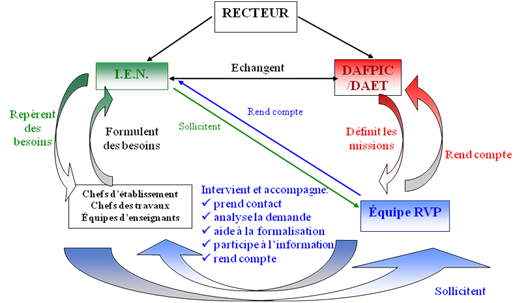 RECTEUR
I.E.N.
Echangent
DAFPIC
/DAET
Repèrent
des
besoins
Formulent
des besoins
Sollicitent
Rend compte
Définit les
missions
Rend compte
Chefs d'établissement
Chefs des travaux
Équipes d'enseignants
Intervient et accompagne:
✓ prend contact
✓ analyse la demande
✓ aide à la formalisation
✓ participe à l'information
✓ rend compte
Équipe RVP
Sollicitent